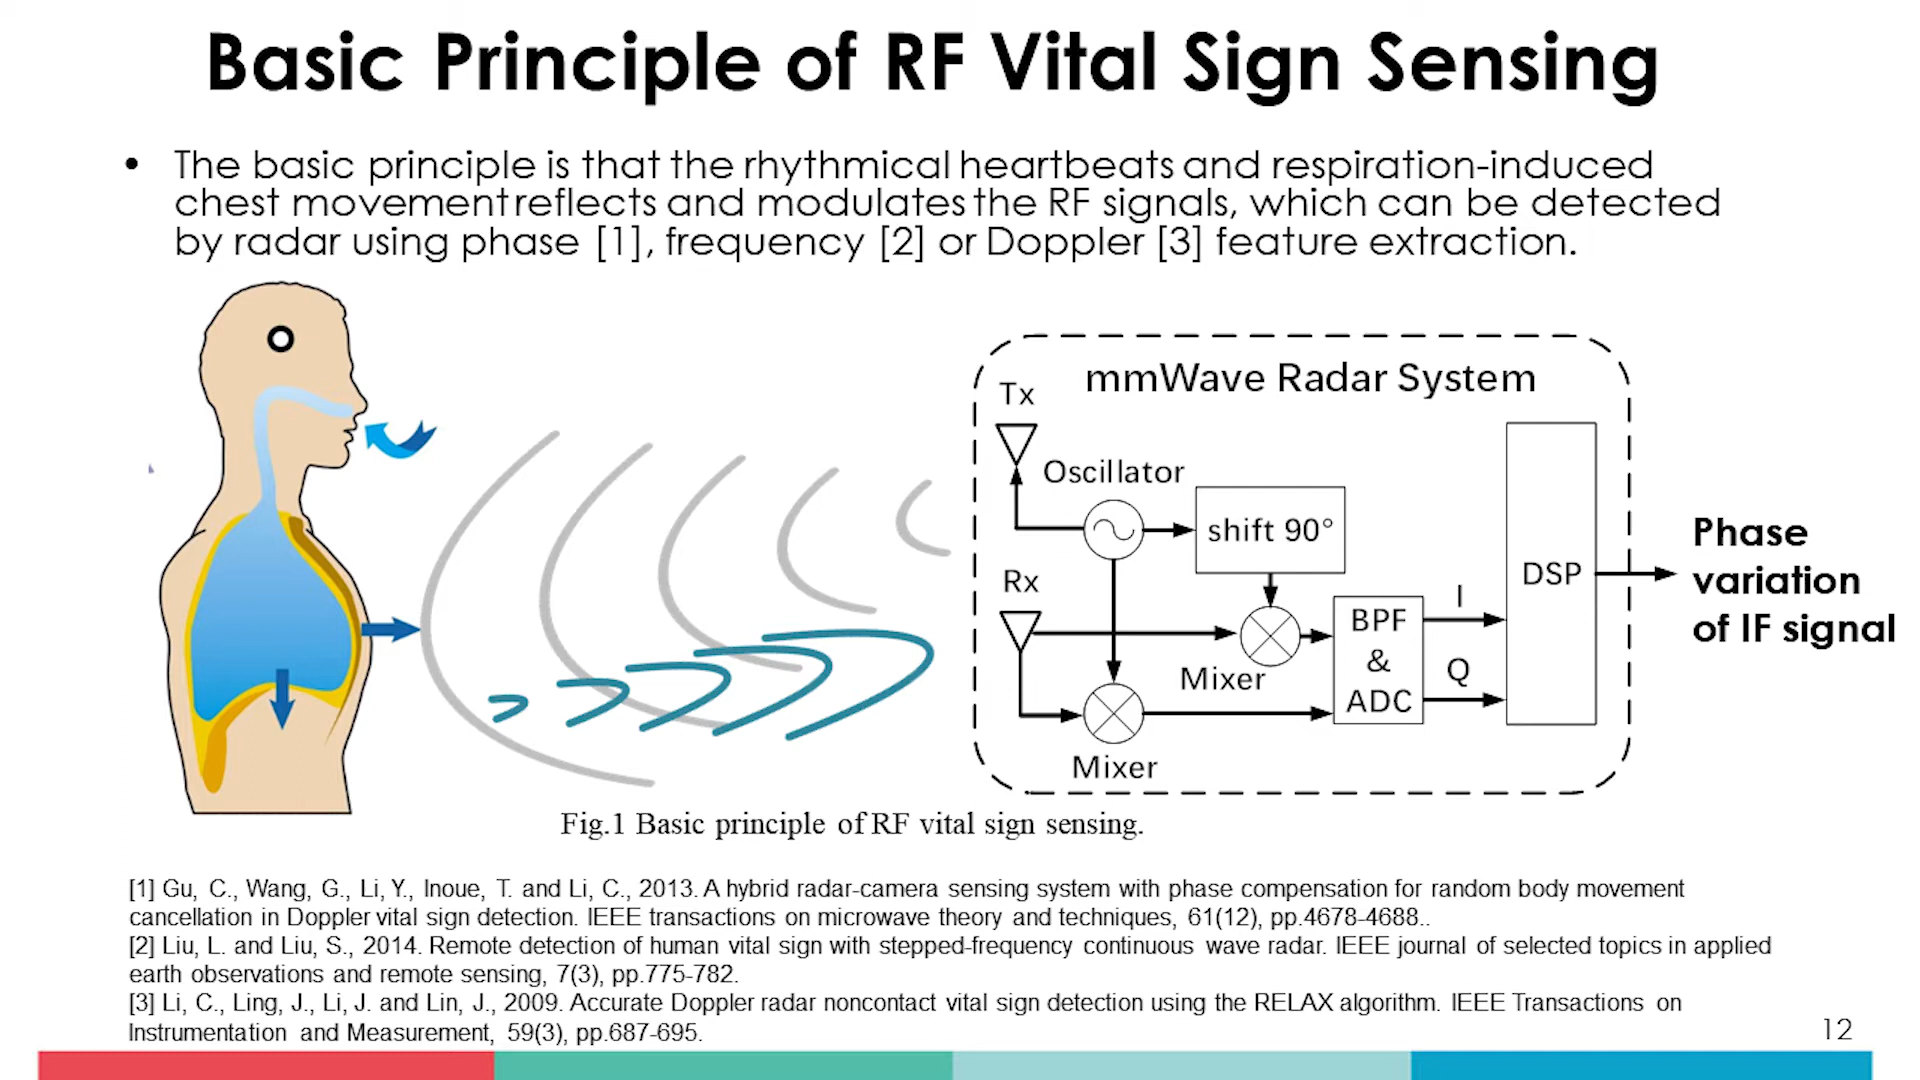 Basic Principle of RF Vital Sign Sensing
• The basic principle is that the rhythmical heartbeats and respiration-induced
chest movement reflects and modulates the RF signals, which can be detected
by radar using phase [1], frequency [2] or Doppler [3] feature extraction.
mmWave Radar System
Tx
Oscillator
shift 90°
Rx
Mixer
Mixer
BPF
&
ADC
I
Q
DSP
Phase
variation
of IF signal
Fig.1 Basic principle of RF vital sign sensing.
[1] Gu, C., Wang, G., Li, Y., Inoue, T. and Li, C., 2013. A hybrid radar-camera sensing system with phase compensation for random body movement
cancellation in Doppler vital sign detection. IEEE transactions on microwave theory and techniques, 61(12), pp.4678-4688..
[2] Liu, L. and Liu, S., 2014. Remote detection of human vital sign with stepped-frequency continuous wave radar. IEEE journal of selected topics in applied
earth observations and remote sensing, 7(3), pp.775-782.
[3] Li, C., Ling, J., Li, J. and Lin, J., 2009. Accurate Doppler radar noncontact vital sign detection using the RELAX algorithm. IEEE Transactions on
Instrumentation and Measurement, 59(3), pp.687-695.
12